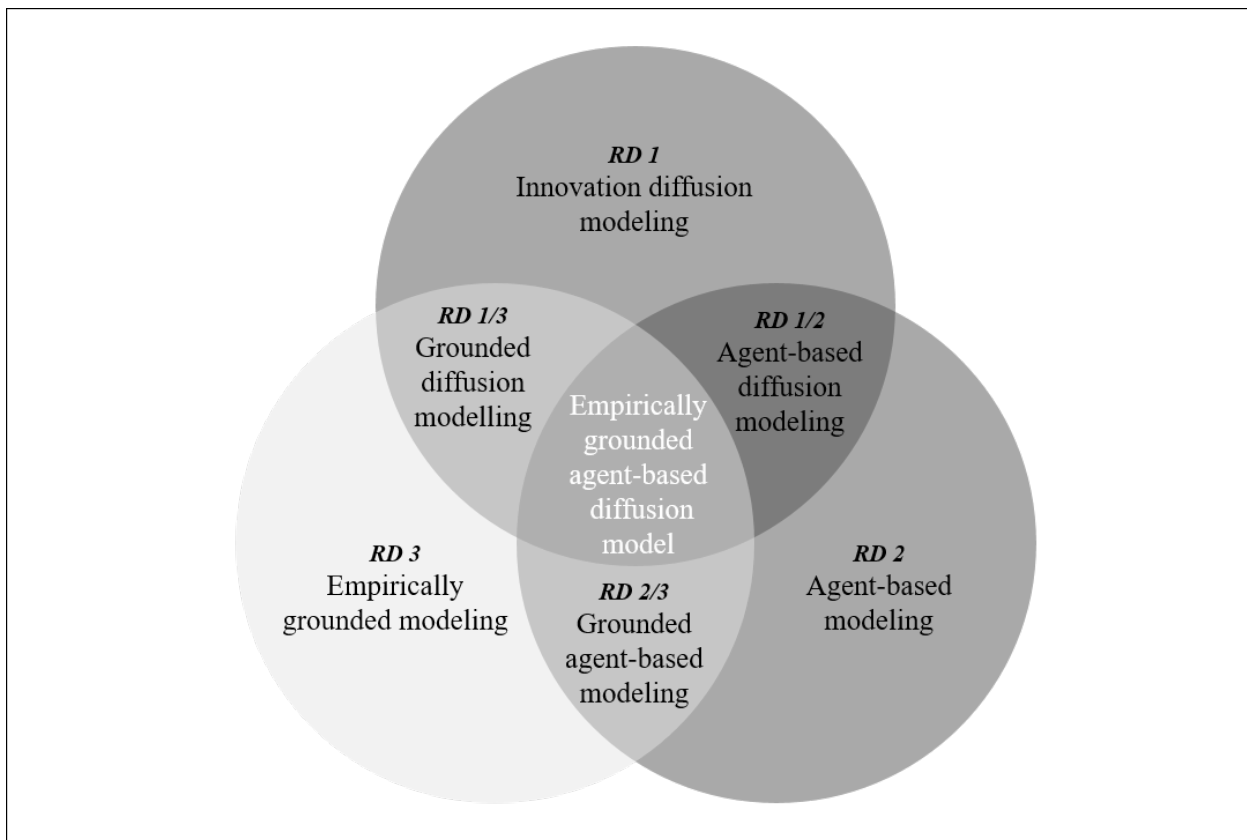 RD 1
Innovation diffusion
modeling
RD 1/3
Grounded
diffusion
modelling
RD 1/2
Agent-based
diffusion
modeling
Empirically
grounded
agent-based
diffusion
model
RD 3
Empirically
grounded modeling
RD 2/3
Grounded
agent-based
modeling
RD 2
Agent-based
modeling